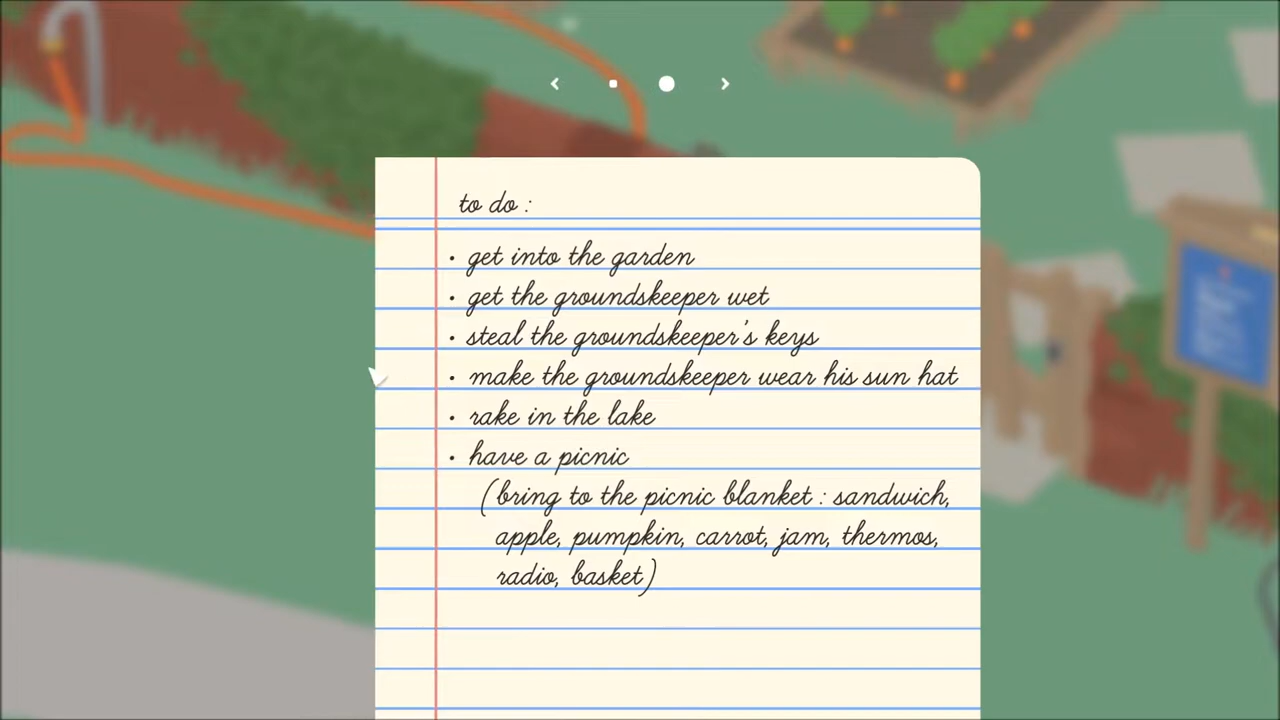 to do :
• get into the garden
• get the groundskeeper wet
• steal the groundskeeper's keys
• make the groundskeeper wear his sun hat
• rake in the lake
• have a picnic
(bring to the picnic blanket : sandwich,
apple, pumpkin, carrot, jam, thermos,
radio, basket)